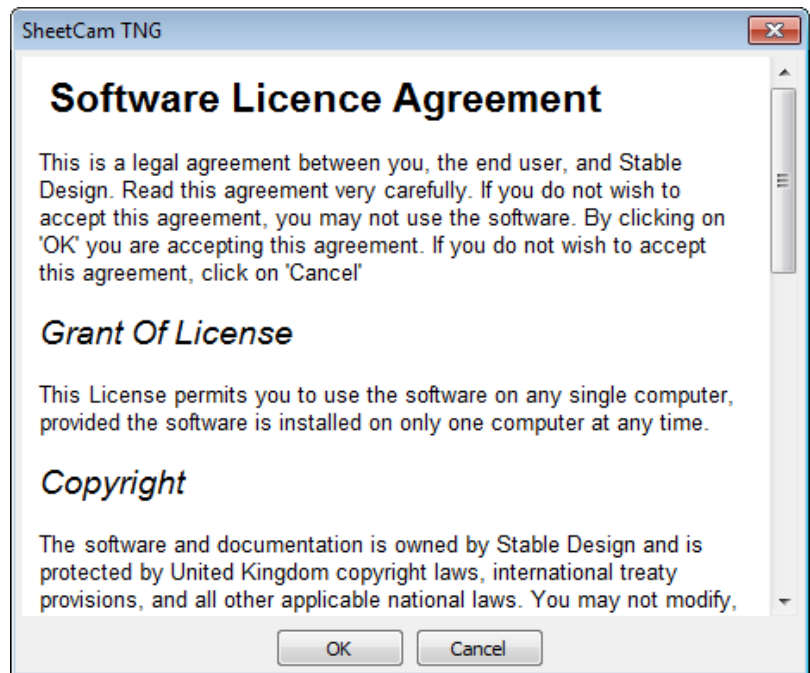 SheetCam TNG
Software Licence Agreement
This is a legal agreement between you, the end user, and Stable
Design. Read this agreement very carefully. If you do not wish to
accept this agreement, you may not use the software. By clicking on
'OK' you are accepting this agreement. If you do not wish to accept
this agreement, click on 'Cancel'
Grant Of License
This License permits you to use the software on any single computer,
provided the software is installed on only one computer at any time.
Copyright
The software and documentation is owned by Stable Design and is
protected by United Kingdom copyright laws, international treaty
provisions, and all other applicable national laws. You may not modify,
OK Cancel